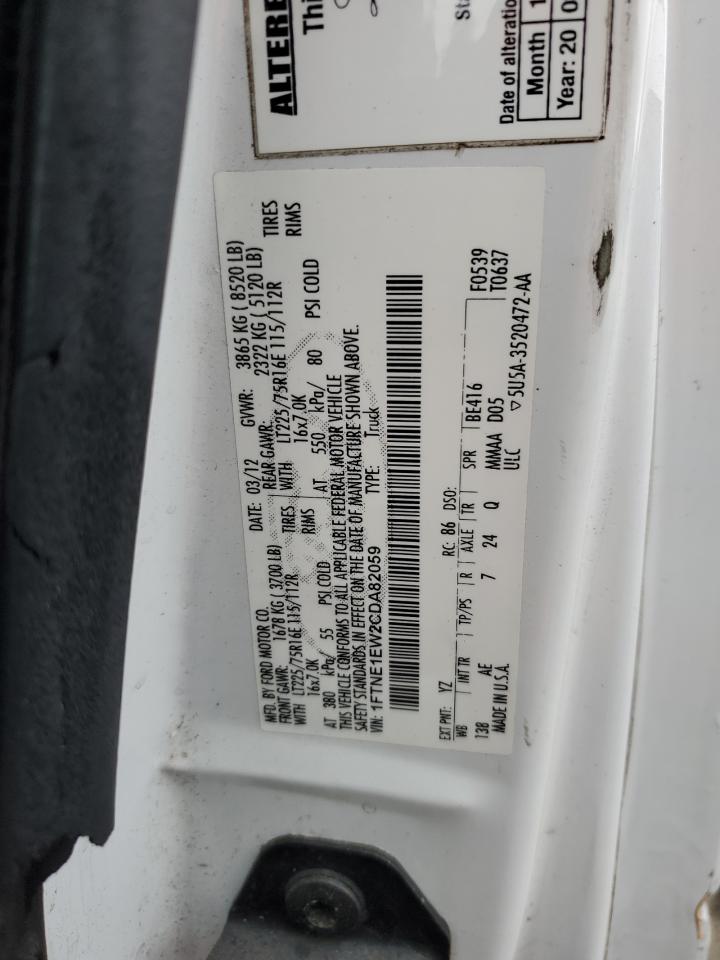 MFD. BY FORD MOTOR CO.
DATE: 03/12 GVWR: 3865 KG ( 8520 LB)
FRONT GAWR: 1678 KG ( 3700 LB) REAR GAWR: 2322 KG ( 5120 LB)
WITH LT225/75R16E 115/112R TIRES WITH LT225/75R16E 115/112R TIRES
16x7.0K RIMS 16x7.0K RIMS
AT 380 kPa/ 55 PSI COLD AT 550 kPa/ 80 PSI COLD
THIS VEHICLE CONFORMS TO ALL APPLICABLE FEDERAL MOTOR VEHICLE
SAFETY STANDARDS IN EFFECT ON THE DATE OF MANUFACTURE SHOWN ABOVE.
VIN: 1FTNE1EW2CDA82059 TYPE: Truck
EXT PNT: YZ RC: 86 DSO: F0539
WB INT TR TP/PS R AXLE TR SPR BE416 T0637
138 AE 7 24 Q MMAA D05
MADE IN U.S.A. ULC ▽5U5A-3520472-AA
ALTERE
Thi
St
Date of alteration
Month 1
Year: 20 0